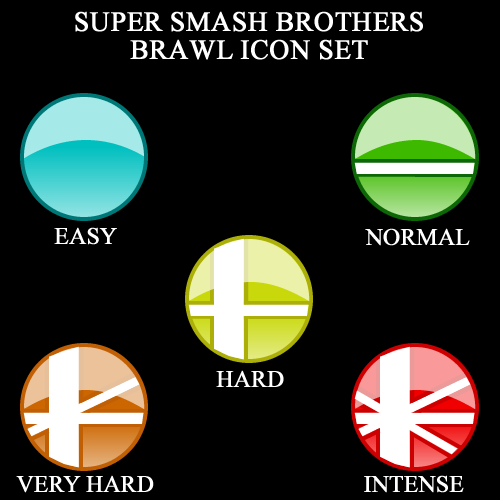 SUPER SMASH BROTHERS
BRAWL ICON SET
EASY
NORMAL
HARD
VERY HARD
INTENSE